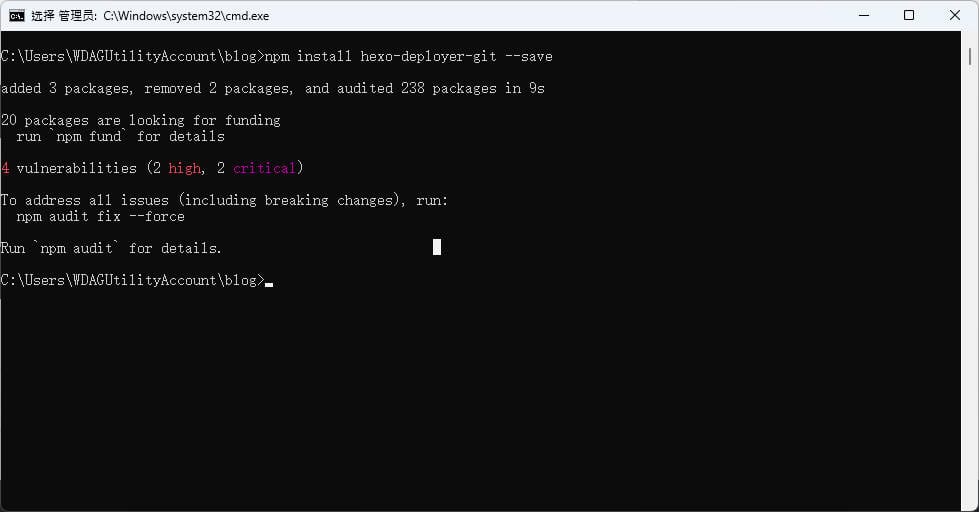 选择 管理员: C:\Windows\system32\cmd.exe
C:\Users\WDAGUtilityAccount\blog>npm install hexo-deployer-git --save
added 3 packages, removed 2 packages, and audited 238 packages in 9s
20 packages are looking for funding
  run `npm fund` for details
4 vulnerabilities (2 high, 2 critical)
To address all issues (including breaking changes), run:
  npm audit fix --force
Run `npm audit` for details.
C:\Users\WDAGUtilityAccount\blog>